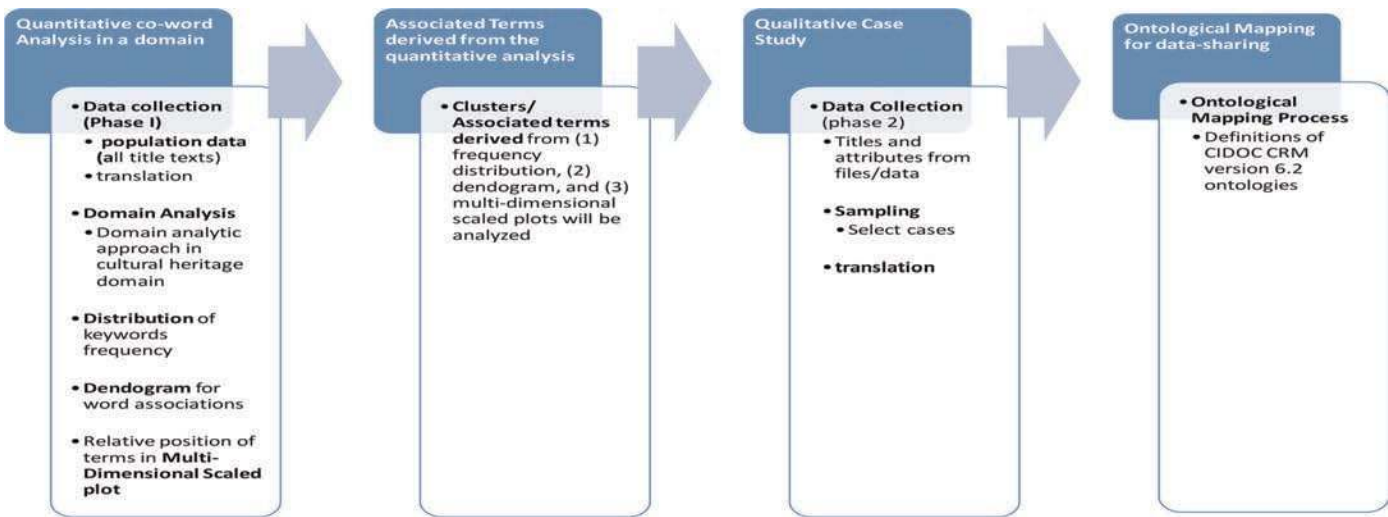 Quantitative co-word
Analysis in a domain
• Data collection
(Phase I)
• population data
(all title texts)
• translation
• Domain Analysis
• Domain analytic
approach in
cultural heritage
domain
• Distribution of
keywords
frequency
• Dendogram for
word associations
• Relative position of
terms in Multi-
Dimensional Scaled
plot
Associated Terms
derived from the
quantitative analysis
• Clusters/
Associated terms
derived from (1)
frequency
distribution, (2)
dendogram, and (3)
multi-dimensional
scaled plots will be
analyzed
Qualitative Case
Study
• Data Collection
(phase 2)
• Titles and
attributes from
files/data
• Sampling
• Select cases
• translation
Ontological Mapping
for data-sharing
• Ontological
Mapping Process
• Definitions of
CIDOC CRM
version 6.2
ontologies